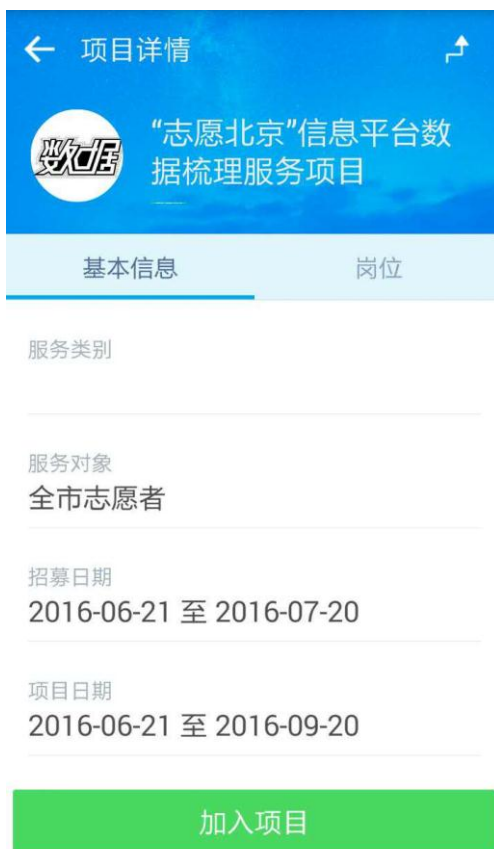 项目详情
数据
“志愿北京”信息平台数
据梳理服务项目
基本信息
岗位
服务类别
服务对象
全市志愿者
招募日期
2016-06-21 至 2016-07-20
项目日期
2016-06-21 至 2016-09-20
加入项目